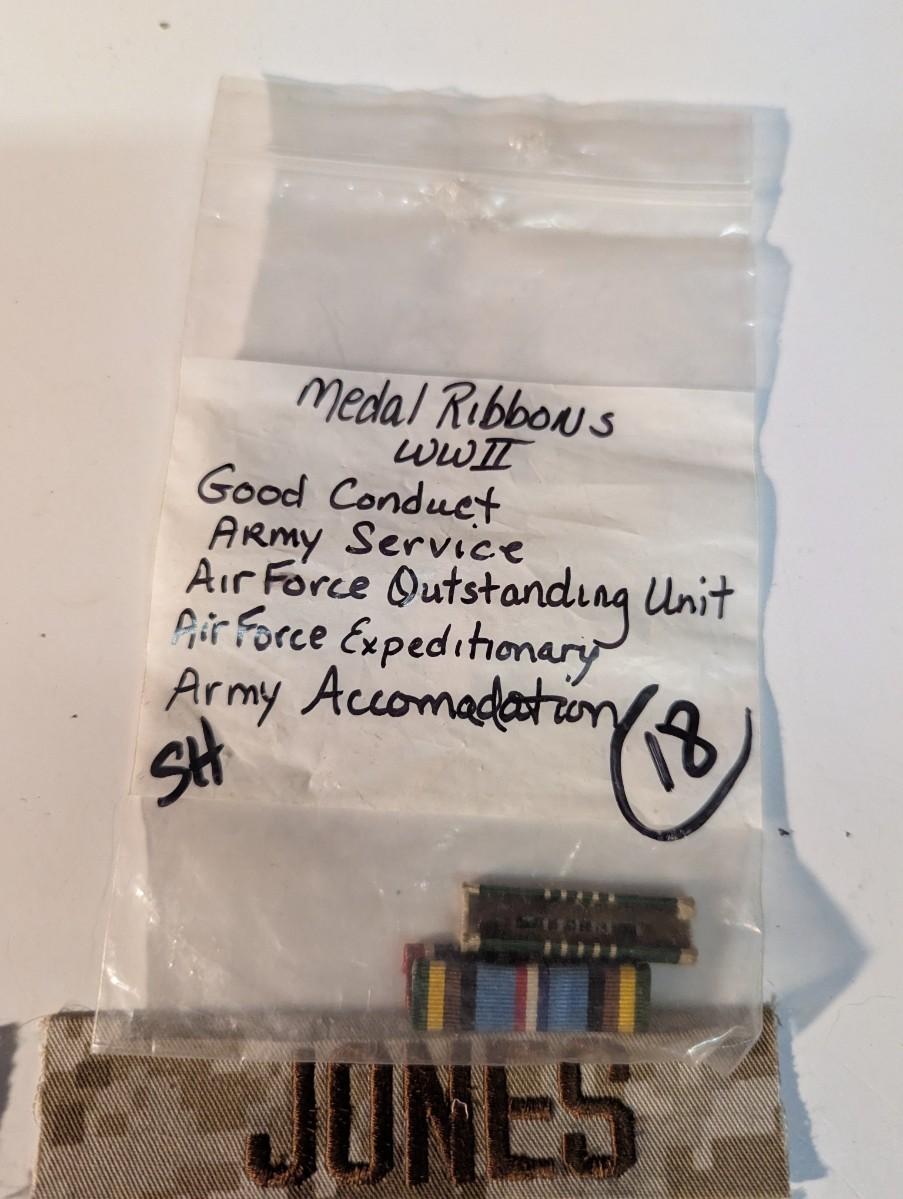 Medal Ribbons
WWII
Good Conduct
Army Service
Air Force Outstanding Unit
Air Force Expeditionary
Army Accomadation
SH
18
JONES